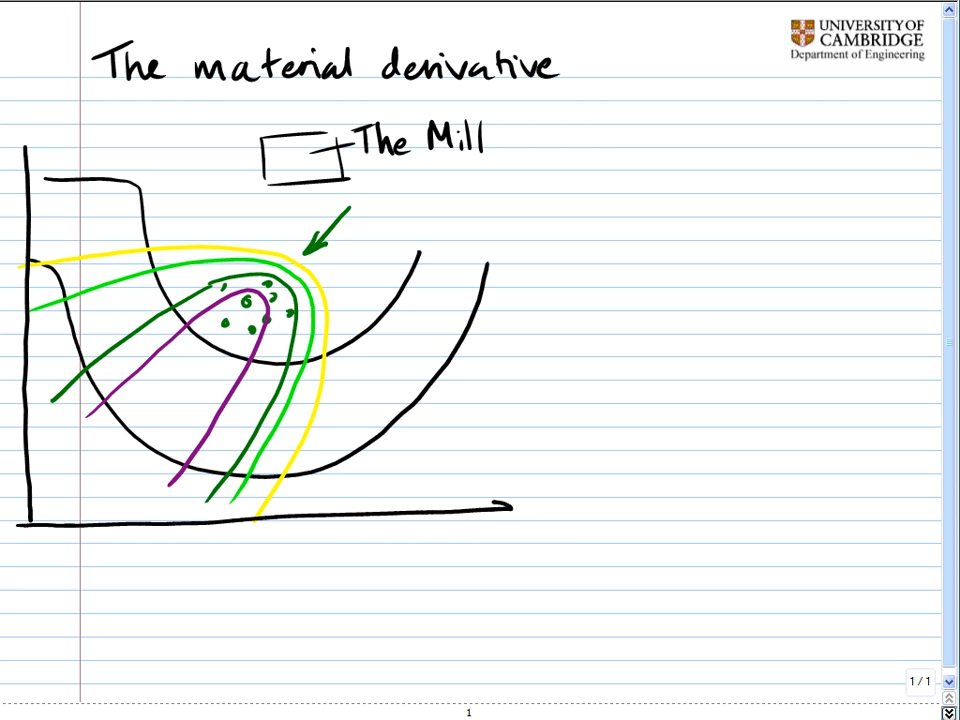 UNIVERSITY OF
CAMBRIDGE
Department of Engineering
The material derivative
The Mill
1 / 1
1